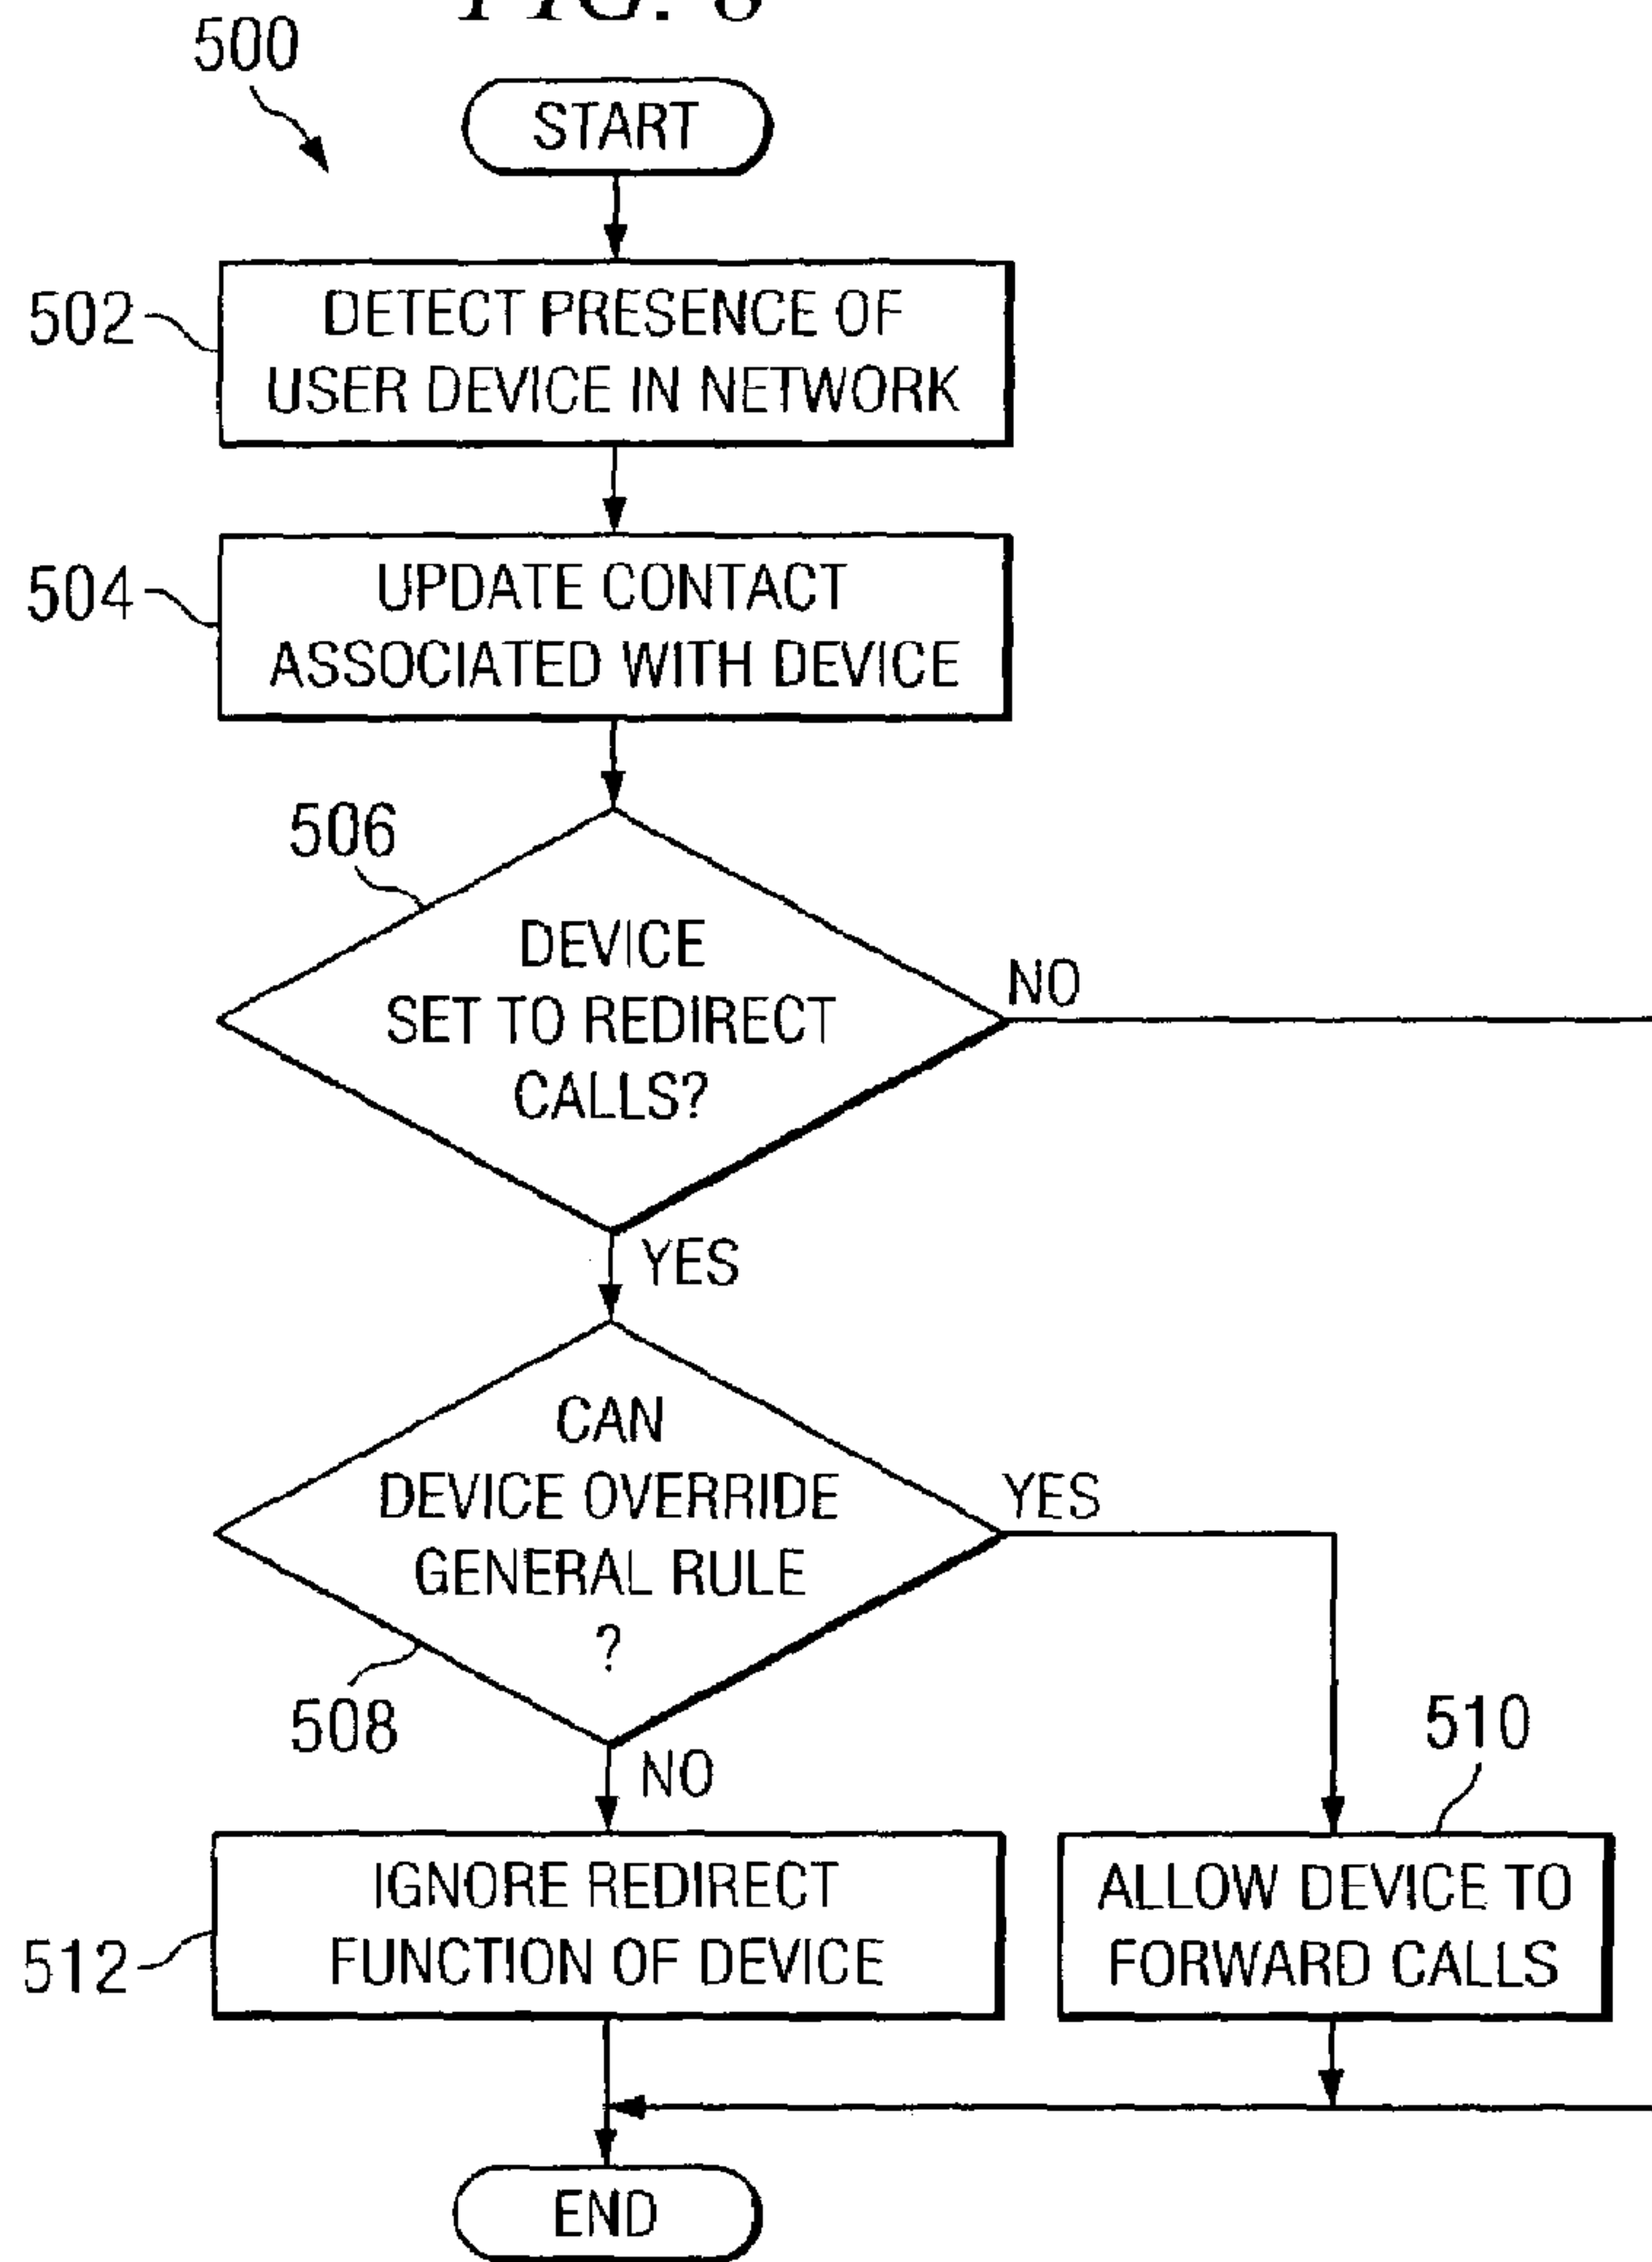 500
START
502
DETECT PRESENCE OF
USER DEVICE IN NETWORK
504
UPDATE CONTACT
ASSOCIATED WITH DEVICE
506
DEVICE
SET TO REDIRECT
CALLS?
NO
YES
CAN
DEVICE OVERRIDE
GENERAL RULE
?
YES
508
NO
510
IGNORE REDIRECT
FUNCTION OF DEVICE
512
ALLOW DEVICE TO
FORWARD CALLS
END